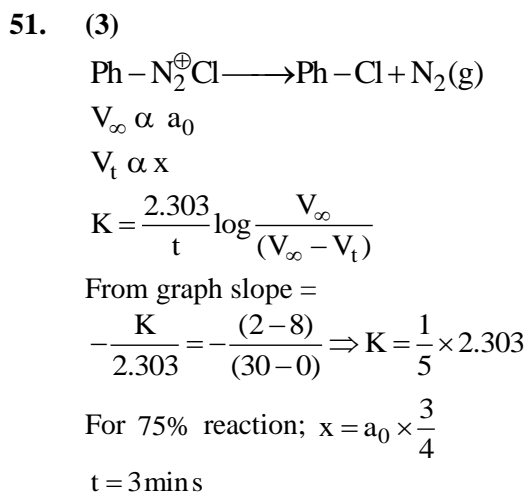 51. (3)
Ph – N₂⊕Cl ⟶ Ph – Cl + N₂(g)
V∞ α a₀
Vₜ α x
K = 2.303/t log V∞/(V∞ – Vₜ)
From graph slope =
– K/2.303 = – (2 – 8)/(30 – 0) ⇒ K = 1/5 × 2.303
For 75% reaction; x = a₀ × 3/4
t = 3 min s